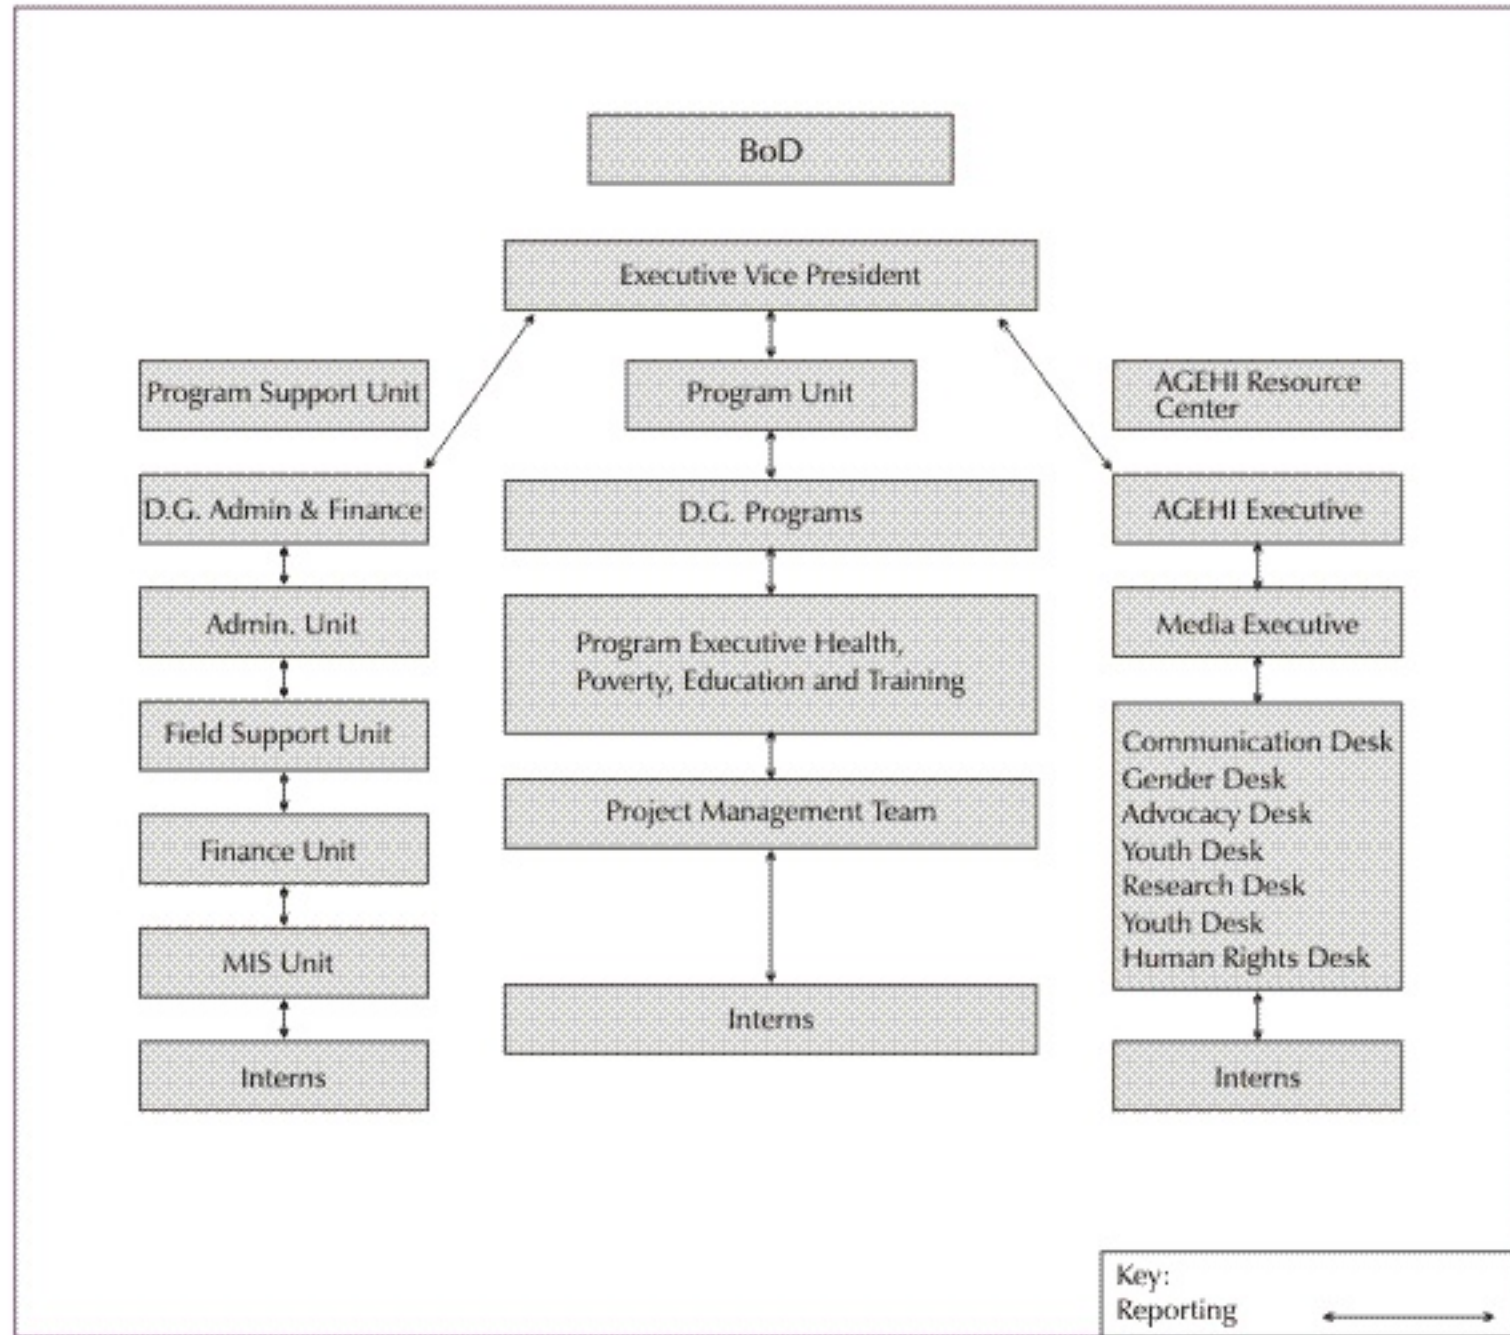 BoD
Executive Vice President
Program Support Unit
Program Unit
AGEHI Resource
Center
D.G. Admin & Finance
D.G. Programs
AGEHI Executive
Admin. Unit
Program Executive Health,
Poverty, Education and Training
Media Executive
Field Support Unit
Project Management Team
Communication Desk
Gender Desk
Advocacy Desk
Youth Desk
Research Desk
Youth Desk
Human Rights Desk
Finance Unit
MIS Unit
Interns
Interns
Interns
Key:
Reporting